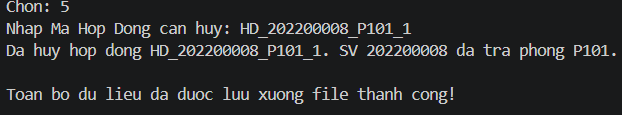 Chon: 5
Nhap Ma Hop Dong can huy: HD_202200008_P101_1
Da huy hop dong HD_202200008_P101_1. SV 202200008 da tra phong P101.
Toan bo du lieu da duoc luu xuong file thanh cong!